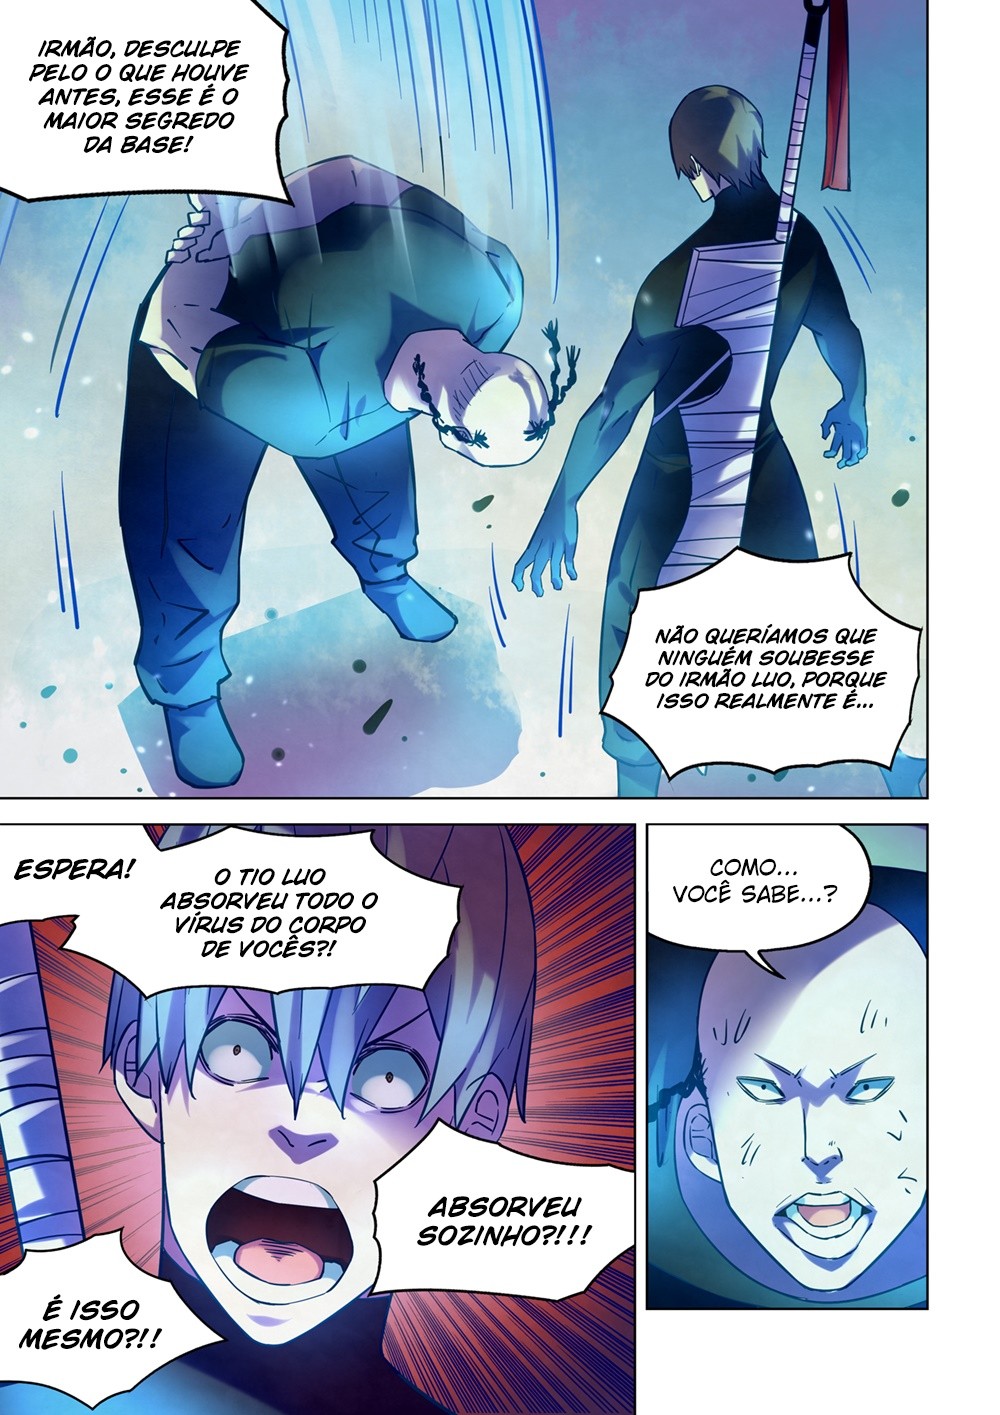 IRMÃO, DESCULPE
PELO O QUE HOUVE
ANTES, ESSE É O
MAIOR SEGREDO
DA BASE!
NÃO QUERÍAMOS QUE
NINGUÉM SOUBESSE
DO IRMÃO LUO, PORQUE
ISSO REALMENTE É...
ESPERA!
O TIO LUO
ABSORVEU TODO O
VÍRUS DO CORPO
DE VOCÊS?!
ABSORVEU
SOZINHO?!!!
É ISSO
MESMO?!!
COMO...
VOCÊ SABE...?